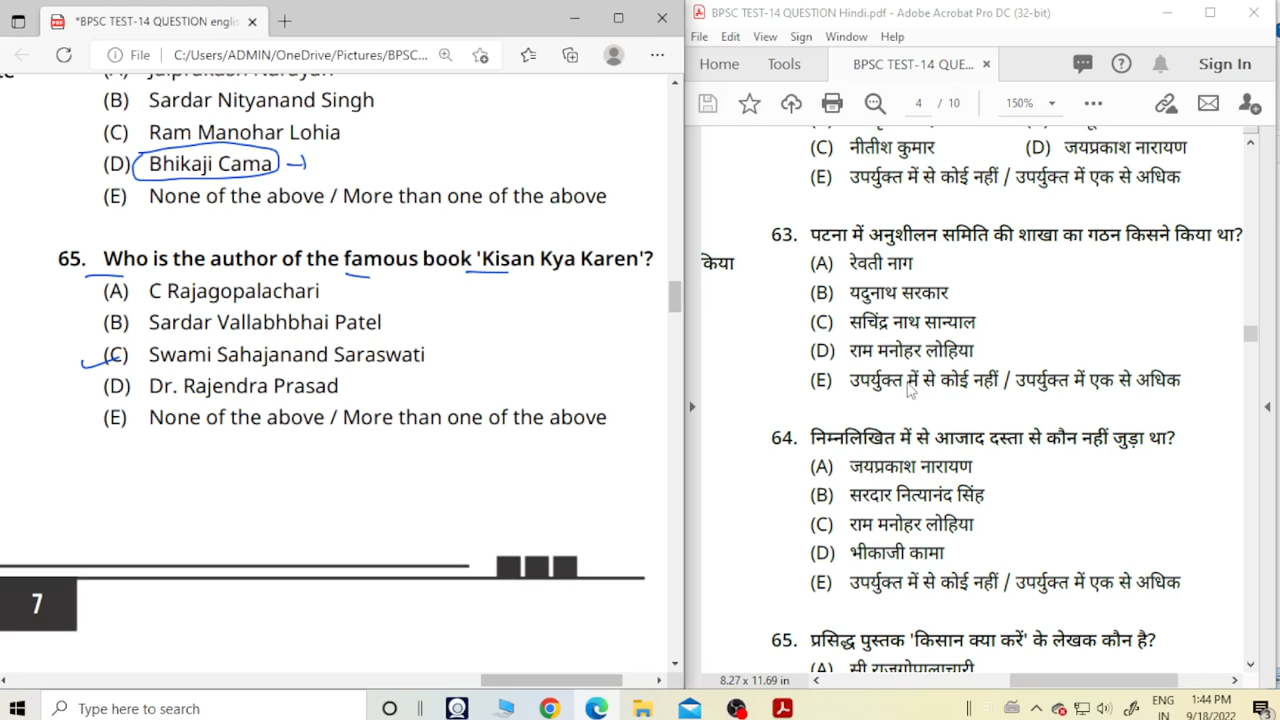 *BPSC TEST-14 QUESTION englis
File C:/Users/ADMIN/OneDrive/Pictures/BPSC...
(B) Sardar Nityanand Singh
(C) Ram Manohar Lohia
(D) Bhikaji Cama
(E) None of the above / More than one of the above
65. Who is the author of the famous book 'Kisan Kya Karen'?
(A) C Rajagopalachari
(B) Sardar Vallabhbhai Patel
(C) Swami Sahajanand Saraswati
(D) Dr. Rajendra Prasad
(E) None of the above / More than one of the above
7
BPSC TEST-14 QUESTION Hindi.pdf - Adobe Acrobat Pro DC (32-bit)
File Edit View Sign Window Help
Home Tools BPSC TEST-14 QUE... Sign In
4 / 10 150%
(C) नीतीश कुमार (D) जयप्रकाश नारायण
(E) उपर्युक्त में से कोई नहीं / उपर्युक्त में एक से अधिक
63. पटना में अनुशीलन समिति की शाखा का गठन किसने किया था?
किया (A) रेवती नाग
(B) यदुनाथ सरकार
(C) सचिंद्र नाथ सान्याल
(D) राम मनोहर लोहिया
(E) उपर्युक्त में से कोई नहीं / उपर्युक्त में एक से अधिक
64. निम्नलिखित में से आजाद दस्ता से कौन नहीं जुड़ा था?
(A) जयप्रकाश नारायण
(B) सरदार नित्यानंद सिंह
(C) राम मनोहर लोहिया
(D) भीकाजी कामा
(E) उपर्युक्त में से कोई नहीं / उपर्युक्त में एक से अधिक
65. प्रसिद्ध पुस्तक 'किसान क्या करें' के लेखक कौन है?
(A) सी राजगोपालाचारी
8.27 x 11.69 in
Type here to search
ENG
IN
1:44 PM
9/18/2022